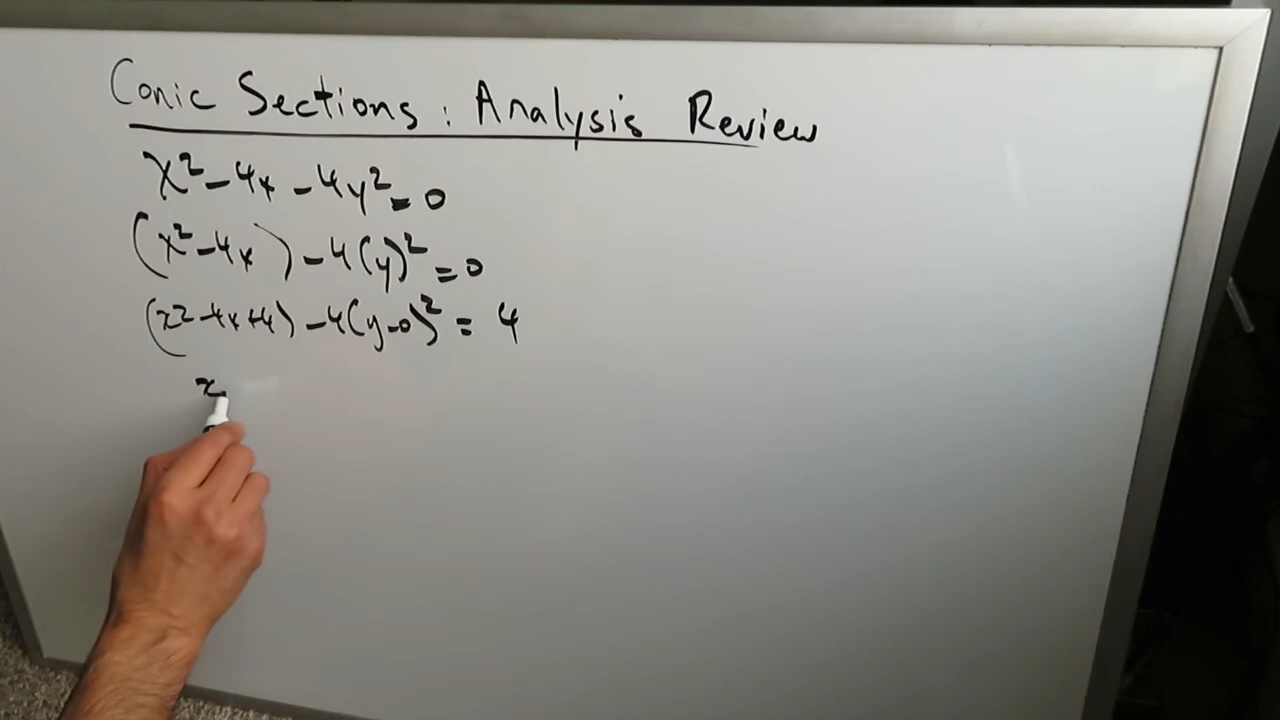 Conic Sections: Analysis Review
x²-4x-4y²=0
(x²-4x )-4(y)²=0
(x²-4x+4)-4(y-0)²=4
x